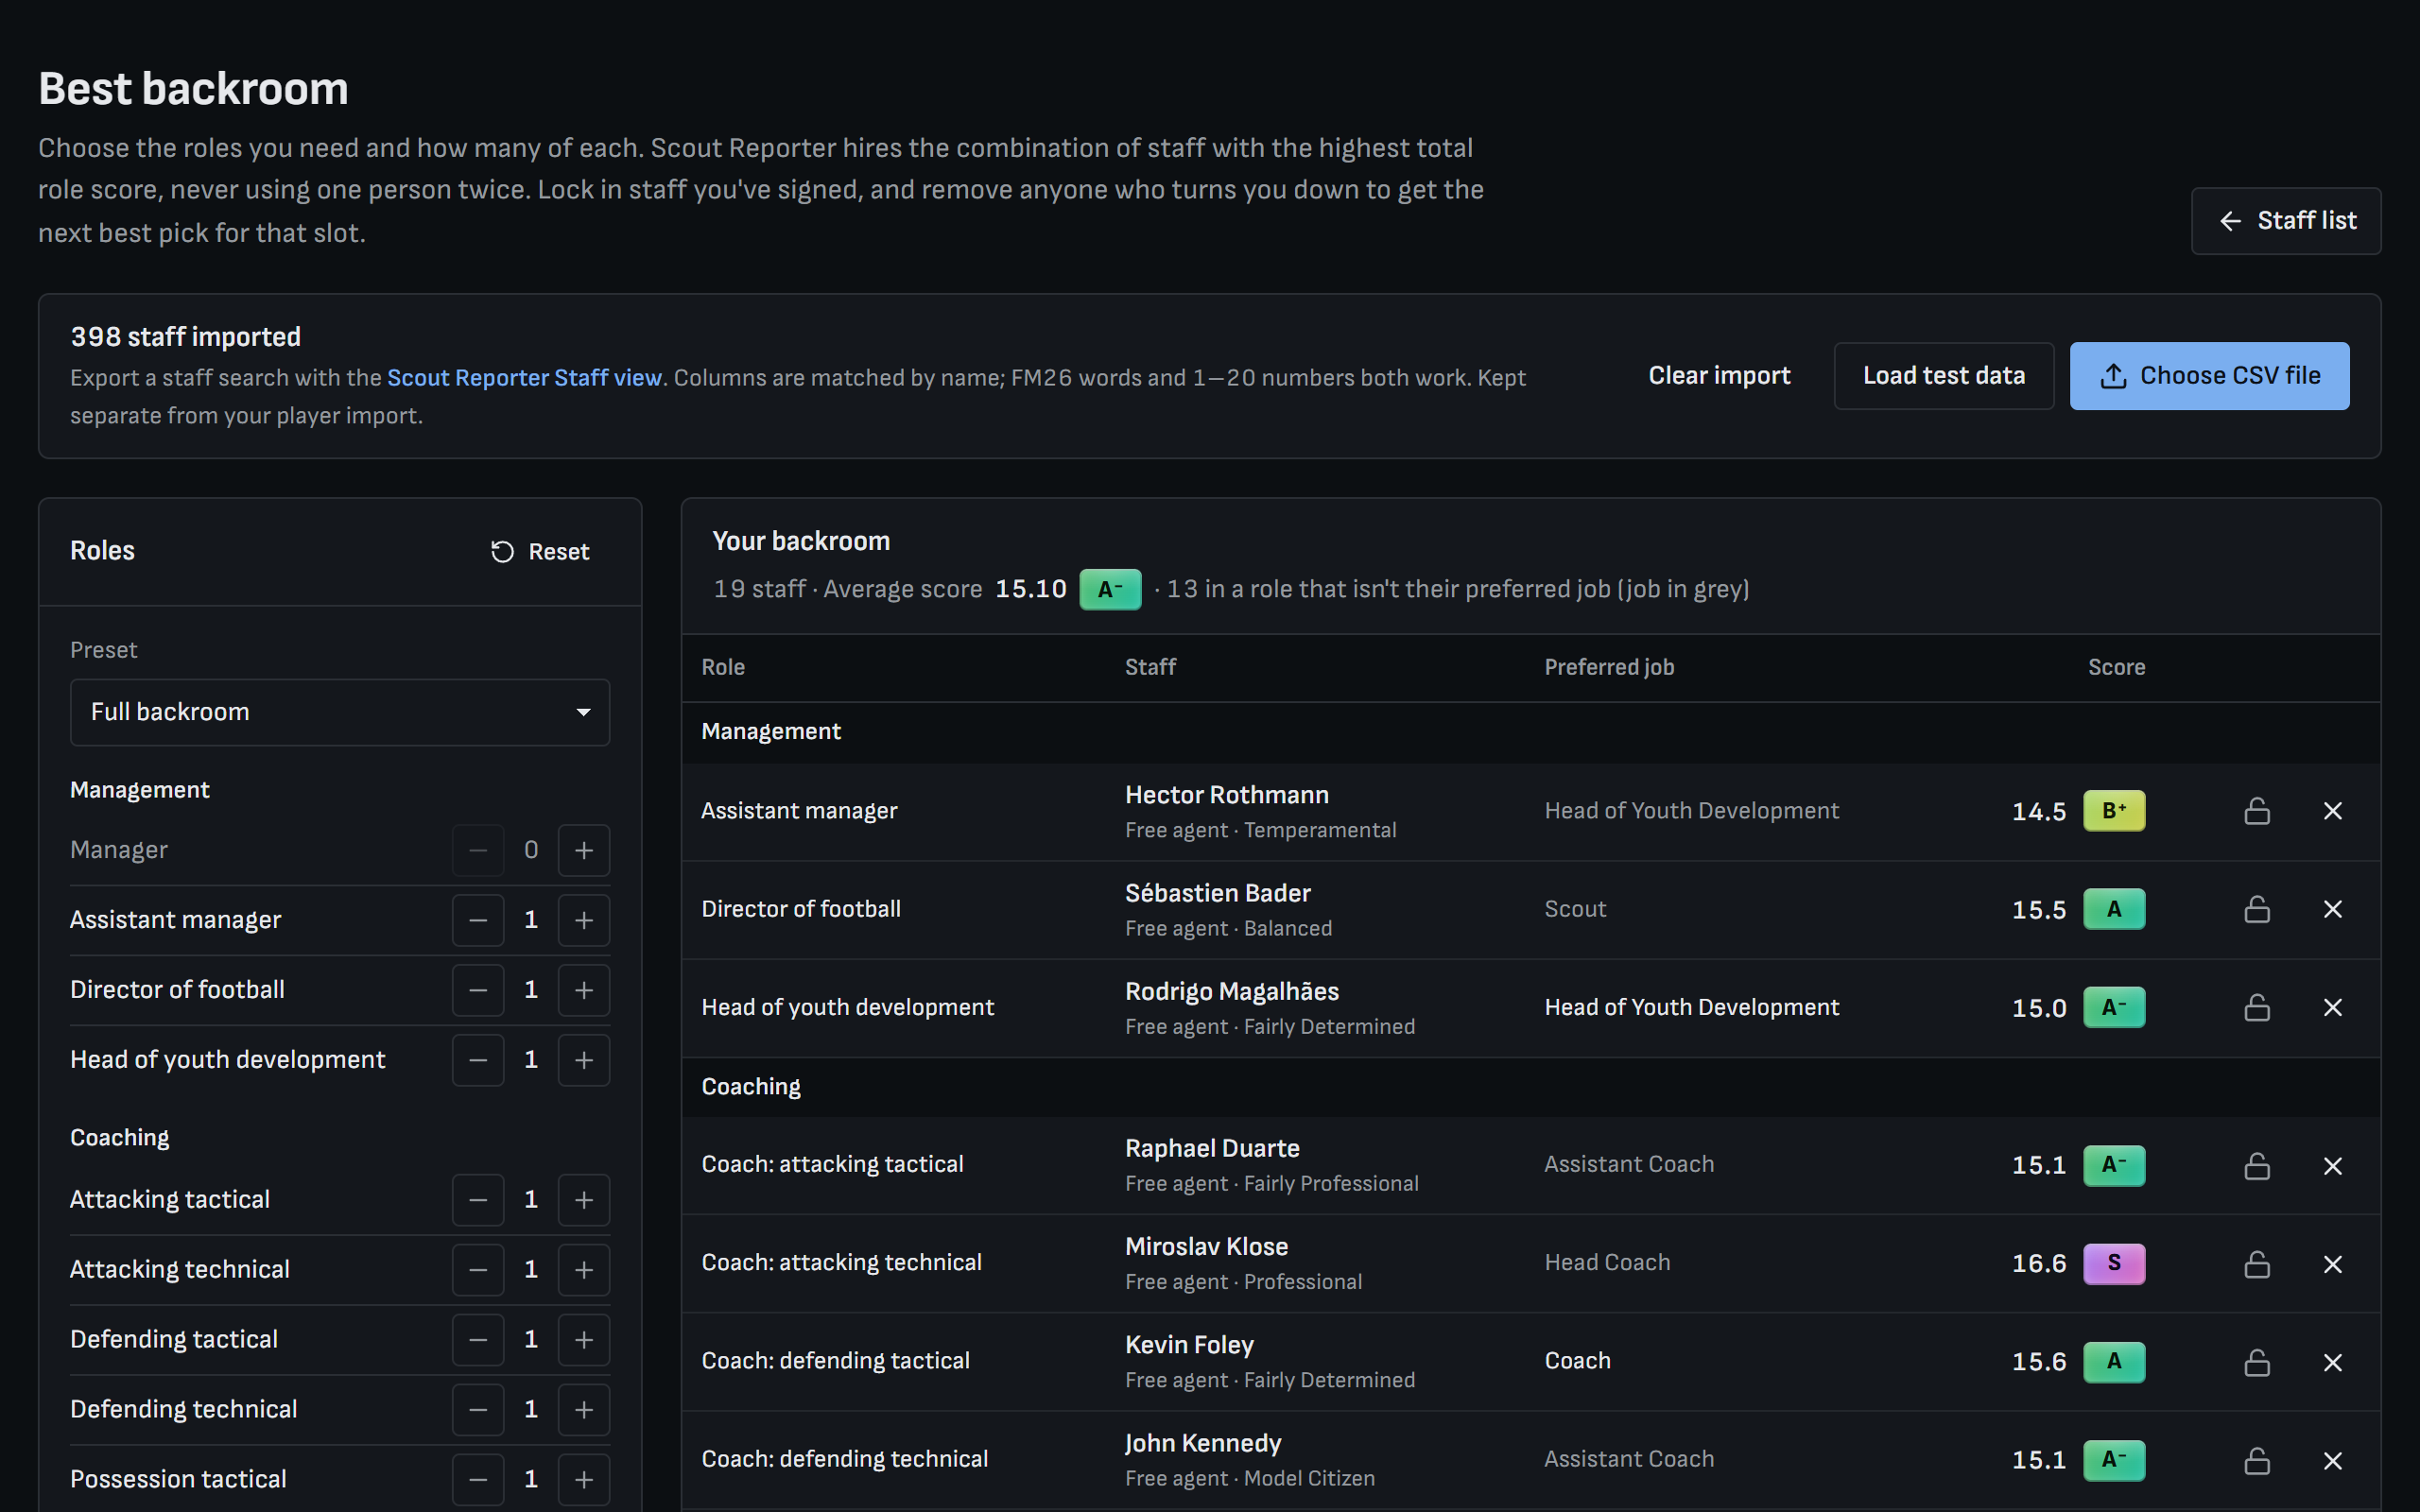 Best backroom
Choose the roles you need and how many of each. Scout Reporter hires the combination of staff with the highest total
role score, never using one person twice. Lock in staff you've signed, and remove anyone who turns you down to get the
next best pick for that slot.
Staff list
398 staff imported
Export a staff search with the Scout Reporter Staff view. Columns are matched by name; FM26 words and 1–20 numbers both work. Kept
separate from your player import.
Clear import
Load test data
Choose CSV file
Roles
Reset
Preset
Full backroom
Management
Manager 0
Assistant manager 1
Director of football 1
Head of youth development 1
Coaching
Attacking tactical 1
Attacking technical 1
Defending tactical 1
Defending technical 1
Possession tactical 1
Your backroom
19 staff · Average score 15.10 A- · 13 in a role that isn't their preferred job (job in grey)
Role Staff Preferred job Score
Management
Assistant manager Hector Rothmann Head of Youth Development 14.5 B+
Free agent · Temperamental
Director of football Sébastien Bader Scout 15.5 A
Free agent · Balanced
Head of youth development Rodrigo Magalhães Head of Youth Development 15.0 A-
Free agent · Fairly Determined
Coaching
Coach: attacking tactical Raphael Duarte Assistant Coach 15.1 A-
Free agent · Fairly Professional
Coach: attacking technical Miroslav Klose Head Coach 16.6 S
Free agent · Professional
Coach: defending tactical Kevin Foley Coach 15.6 A
Free agent · Fairly Determined
Coach: defending technical John Kennedy Assistant Coach 15.1 A-
Free agent · Model Citizen